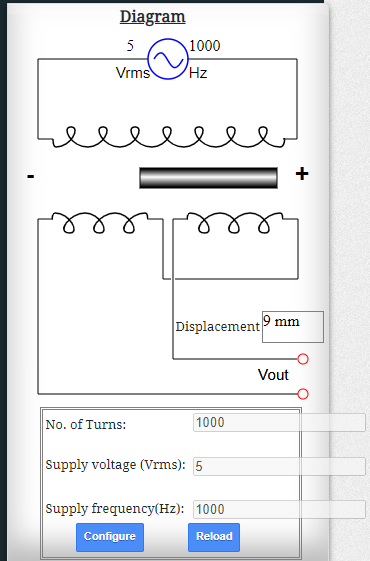 Diagram
5 1000
Vrms Hz
- +
Displacement 9 mm
Vout
No. of Turns: 1000
Supply voltage (Vrms): 5
Supply frequency(Hz): 1000
Configure Reload